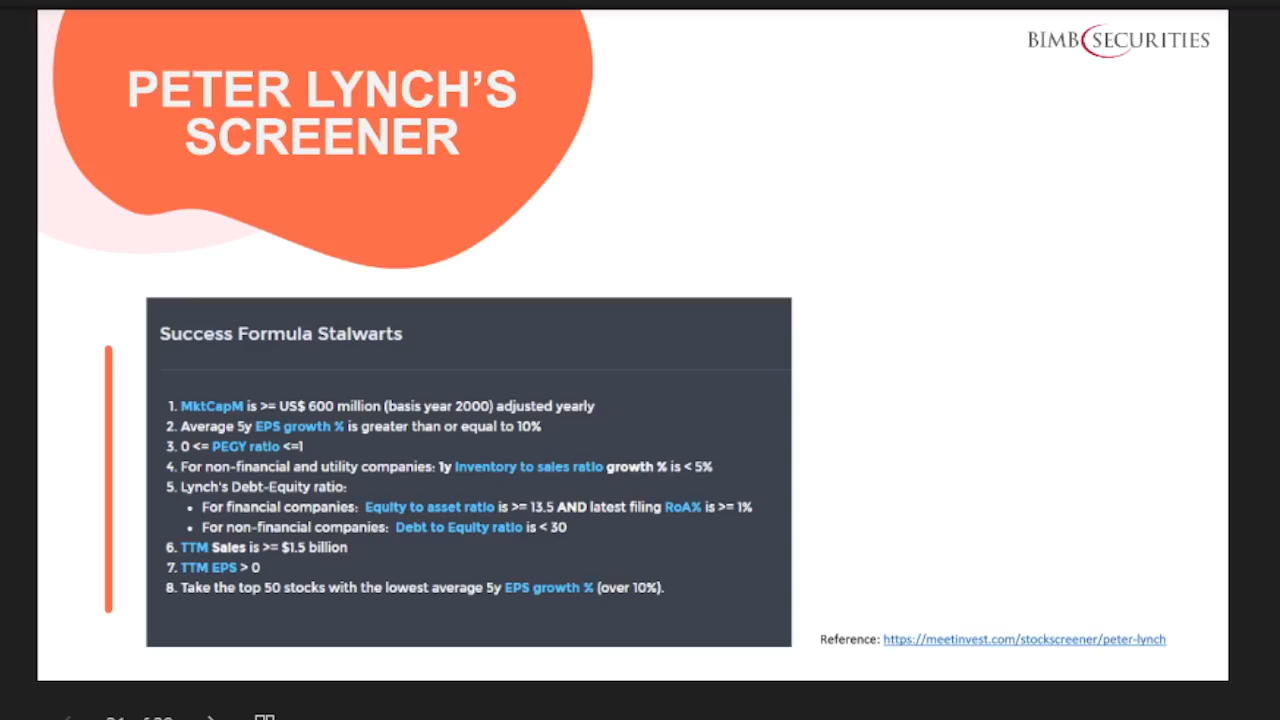 BIMB SECURITIES
PETER LYNCH'S
SCREENER
Success Formula Stalwarts
1. MktCapM is >= US$ 600 million (basis year 2000) adjusted yearly
2. Average 5y EPS growth % is greater than or equal to 10%
3. 0 <= PEGY ratio <=1
4. For non-financial and utility companies: 1y Inventory to sales ratio growth % is < 5%
5. Lynch's Debt-Equity ratio:
• For financial companies: Equity to asset ratio is >= 13.5 AND latest filing RoA% is >= 1%
• For non-financial companies: Debt to Equity ratio is < 30
6. TTM Sales is >= $1.5 billion
7. TTM EPS > 0
8. Take the top 50 stocks with the lowest average 5y EPS growth % (over 10%).
Reference: https://meetinvest.com/stockscreener/peter-lynch